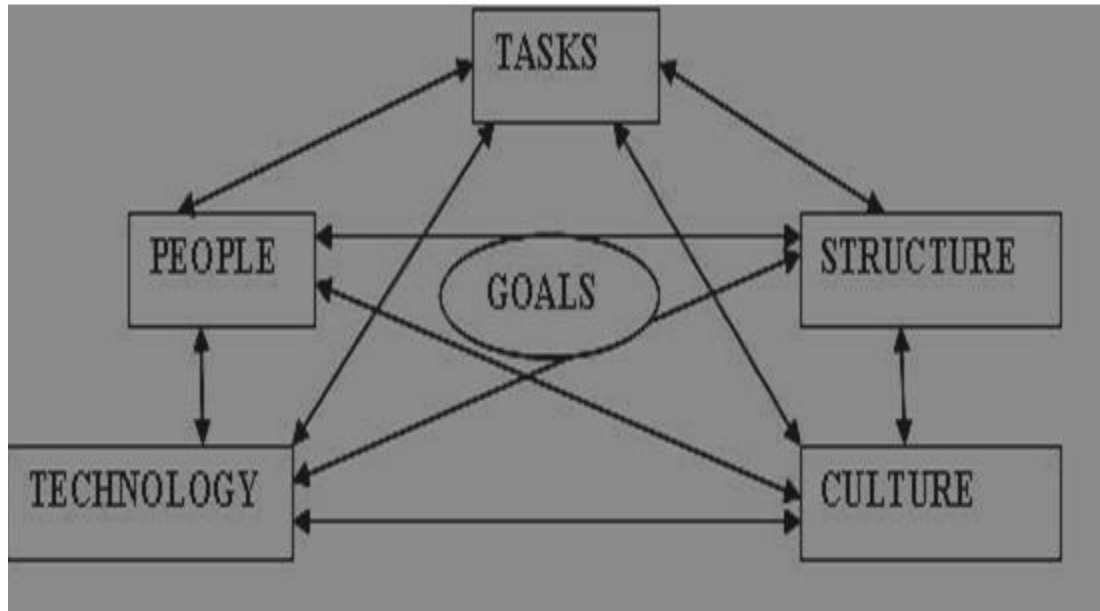 TASKS
PEOPLE
STRUCTURE
GOALS
TECHNOLOGY
CULTURE